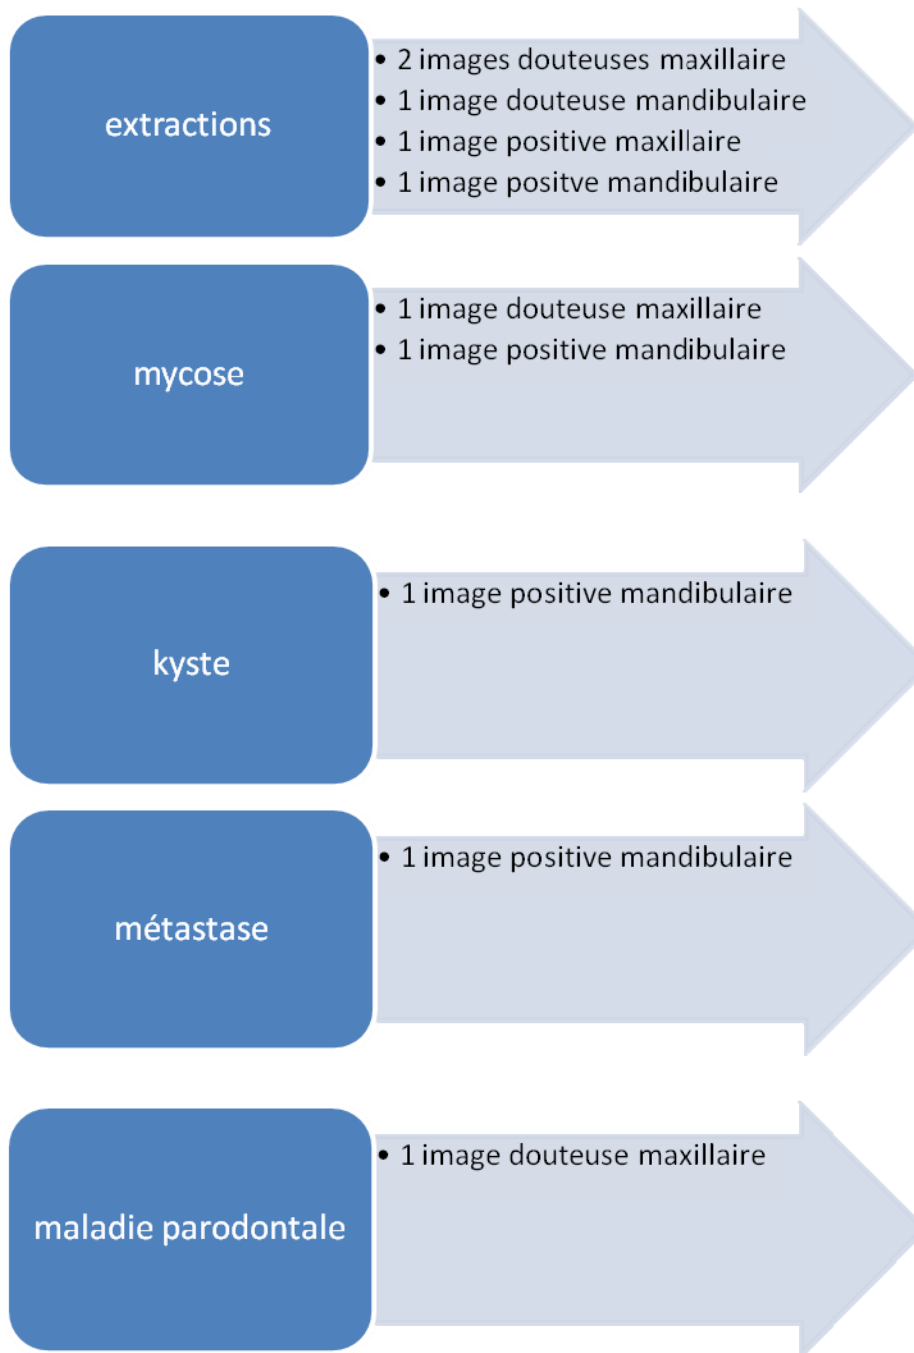 extractions
• 2 images douteuses maxillaire
• 1 image douteuse mandibulaire
• 1 image positive maxillaire
• 1 image positve mandibulaire
mycose
• 1 image douteuse maxillaire
• 1 image positive mandibulaire
kyste
• 1 image positive mandibulaire
métastase
• 1 image positive mandibulaire
maladie parodontale
• 1 image douteuse maxillaire